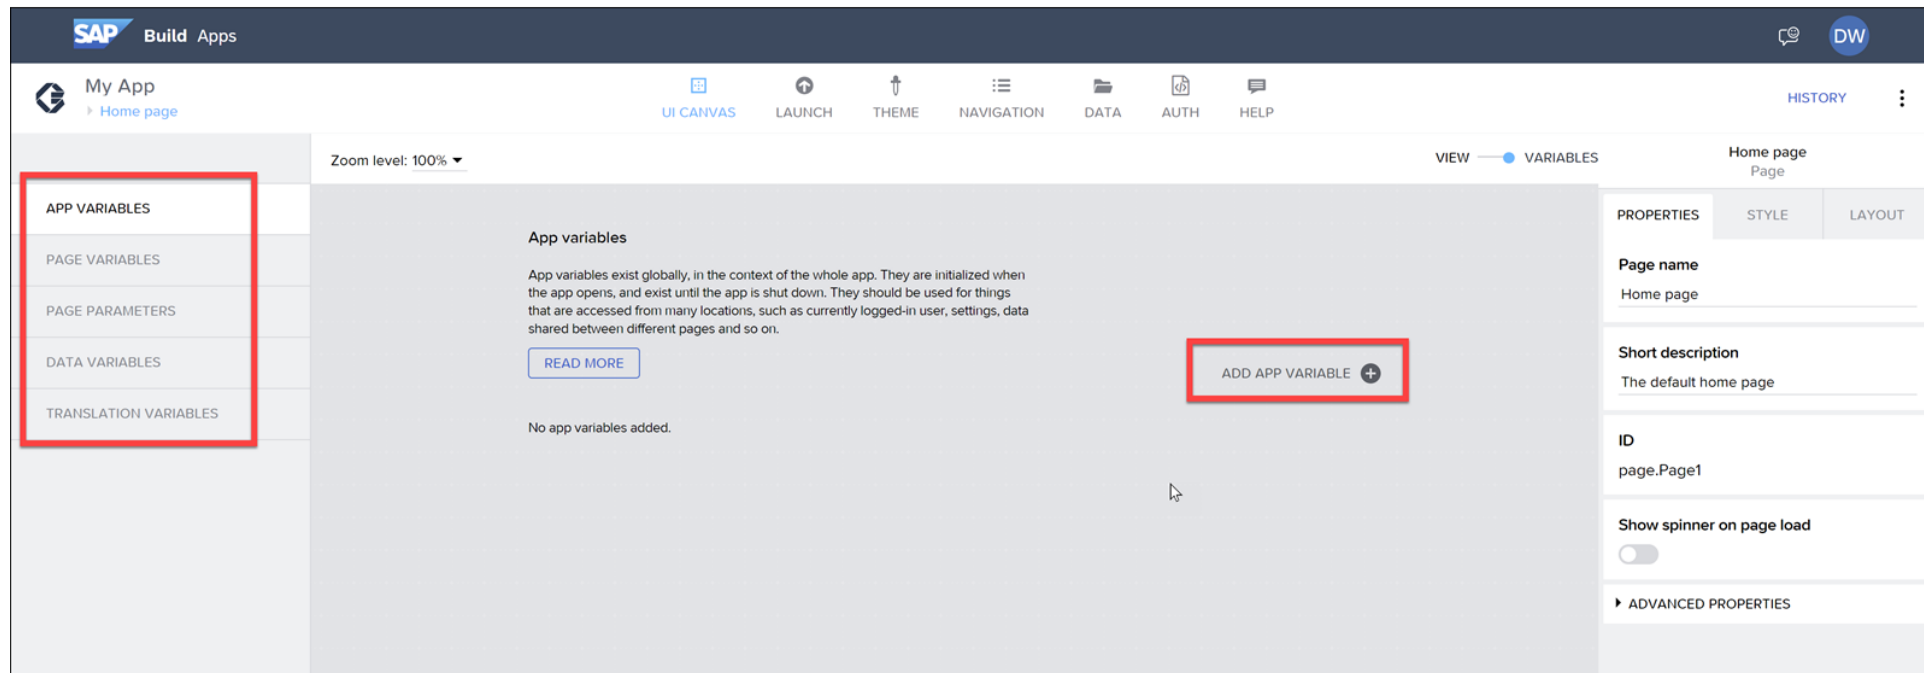 SAP Build Apps
DW
My App
Home page
UI CANVAS
LAUNCH
THEME
NAVIGATION
DATA
AUTH
HELP
HISTORY
Zoom level: 100%
VIEW
VARIABLES
Home page
Page
APP VARIABLES
PAGE VARIABLES
PAGE PARAMETERS
DATA VARIABLES
TRANSLATION VARIABLES
App variables
App variables exist globally, in the context of the whole app. They are initialized when
the app opens, and exist until the app is shut down. They should be used for things
that are accessed from many locations, such as currently logged-in user, settings, data
shared between different pages and so on.
READ MORE
ADD APP VARIABLE
No app variables added.
PROPERTIES
STYLE
LAYOUT
Page name
Home page
Short description
The default home page
ID
page.Page1
Show spinner on page load
ADVANCED PROPERTIES